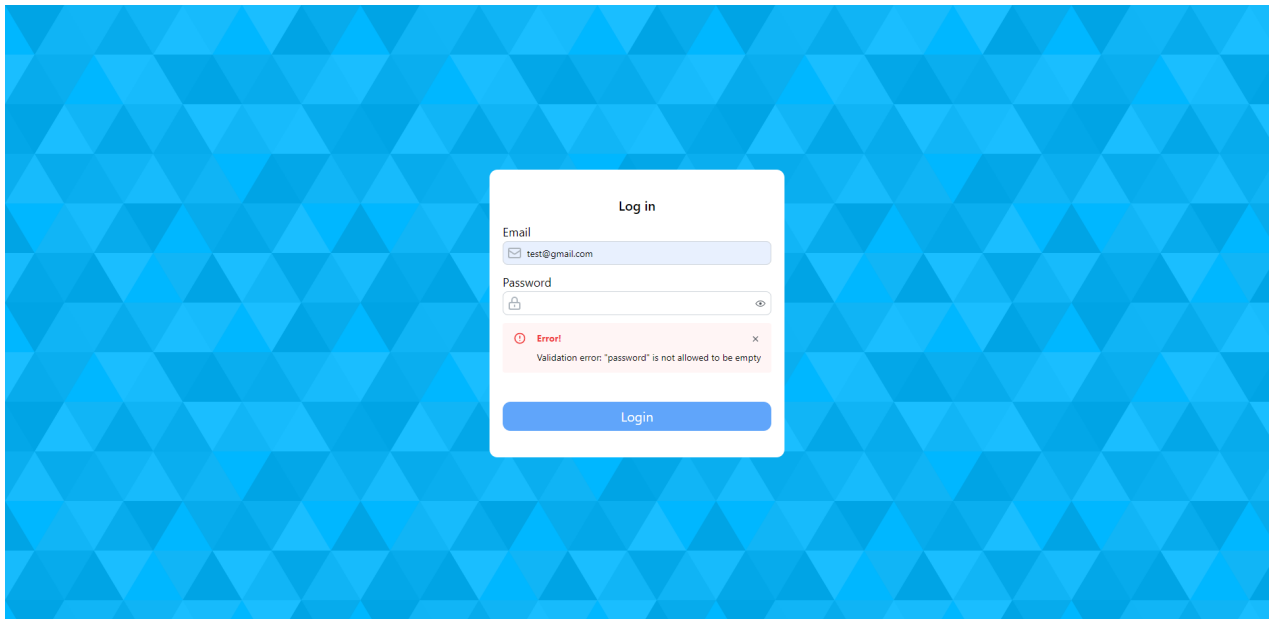 Log in
Email
test@gmail.com
Password
Error!
Validation error: "password" is not allowed to be empty
Login